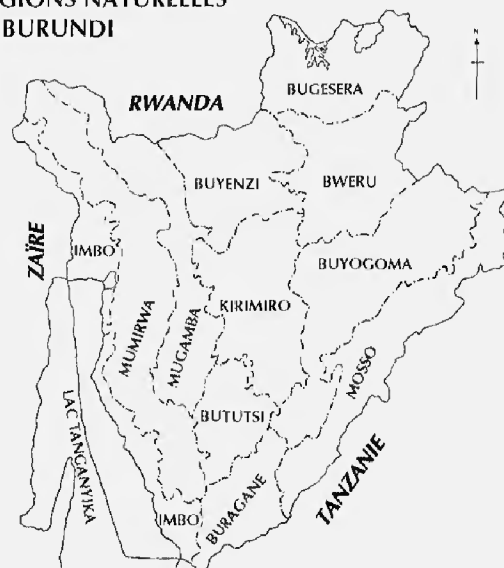 GIONS NATURELLES
BURUNDI
N
BUGESERA
RWANDA
BUYENZI
BWERU
ZAÏRE
IMBO
BUYOGOMA
KIRIMIRO
MUMIRWA
MUGAMBA
MOSSO
BUTUTSI
LAC TANGANYIKA
TANZANIE
BURAGANE
IMBO